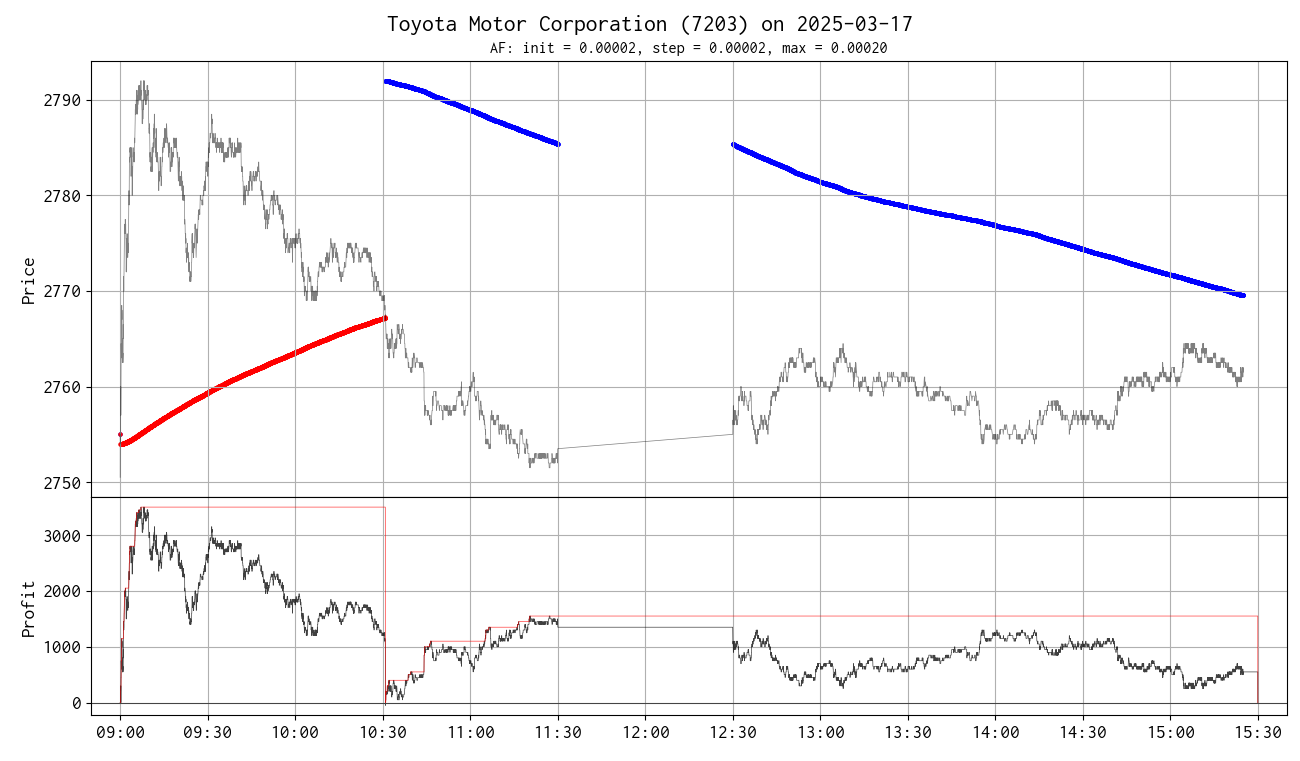 Toyota Motor Corporation (7203) on 2025-03-17
AF: init = 0.00002, step = 0.00002, max = 0.00020
Price
2790
2780
2770
2760
2750
Profit
3000
2000
1000
0
09:00 09:30 10:00 10:30 11:00 11:30 12:00 12:30 13:00 13:30 14:00 14:30 15:00 15:30